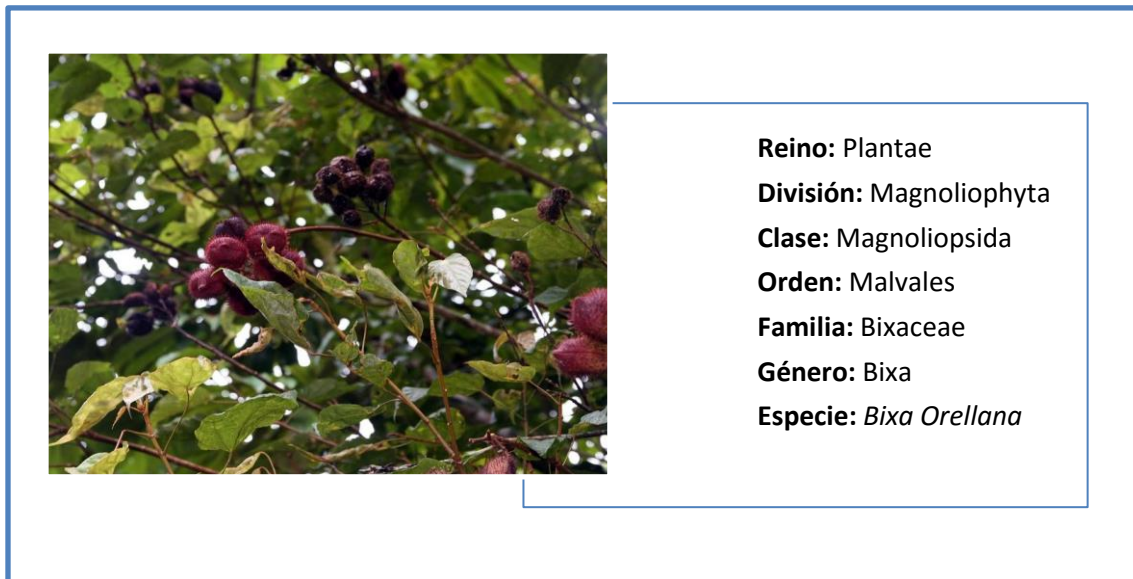 Reino: Plantae
División: Magnoliophyta
Clase: Magnoliopsida
Orden: Malvales
Familia: Bixaceae
Género: Bixa
Especie: Bixa Orellana